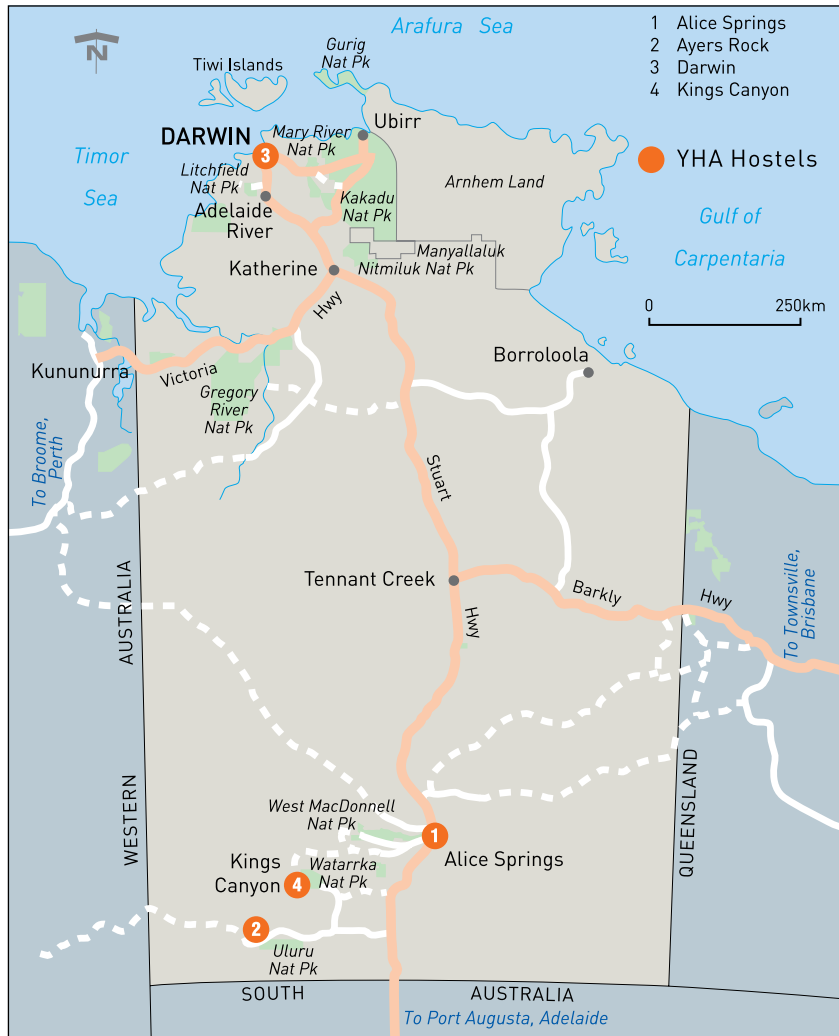 Arafura Sea
1 Alice Springs
2 Ayers Rock
3 Darwin
4 Kings Canyon
YHA Hostels
N
Gurig
Nat Pk
Tiwi Islands
Ubirr
DARWIN
3
Mary River
Nat Pk
Timor
Sea
Litchfield
Nat Pk
Arnhem Land
Adelaide
River
Kakadu
Nat Pk
Gulf of
Carpentaria
Manyallaluk
Katherine
Nitmiluk Nat Pk
0 250km
Hwy
Borroloola
Kununurra
Victoria
Gregory
River
Nat Pk
To Broome,
Perth
Stuart
Tennant Creek
Barkly
Hwy
Hwy
To Townsville,
Brisbane
AUSTRALIA
WESTERN
QUEENSLAND
West MacDonnell
Nat Pk
1
Alice Springs
Kings
Canyon
4
Watarrka
Nat Pk
2
Uluru
Nat Pk
SOUTH AUSTRALIA
To Port Augusta, Adelaide